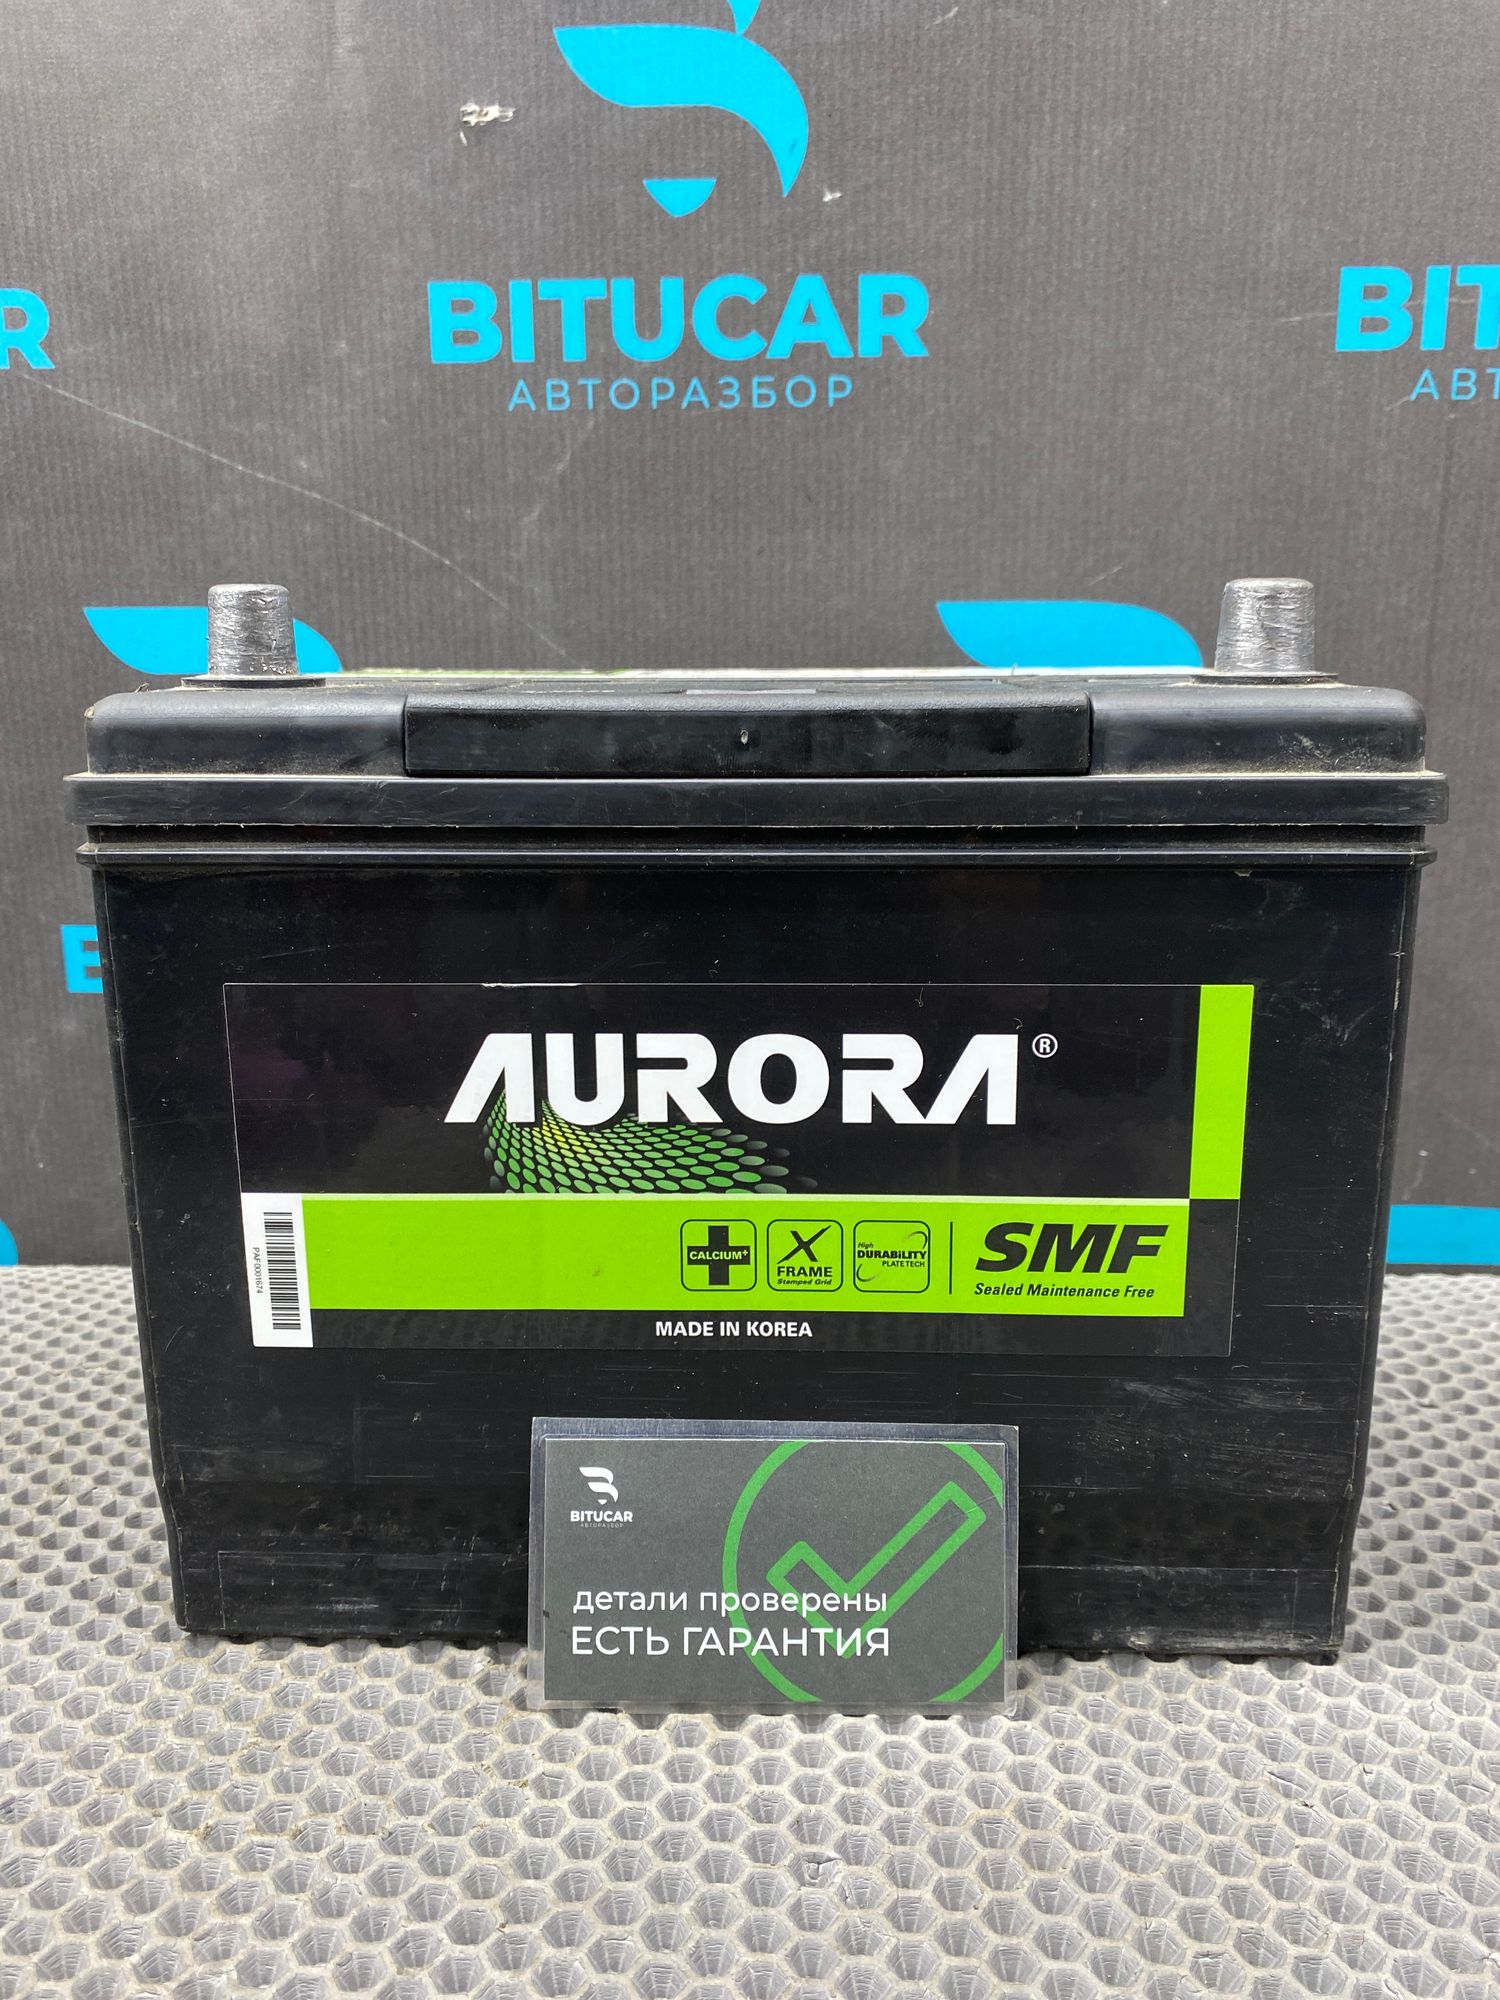 BITUCAR
АВТОРАЗБОР
R
BIT
АВТ
B
AURORA®
CALCIUM+
X
FRAME
Stamped Grid
High
DURABiLiTY
PLATE TECH
SMF
Sealed Maintenance Free
PAF0001674
MADE IN KOREA
BITUCAR
АВТОРАЗБОР
детали проверены
ЕСТЬ ГАРАНТИЯ